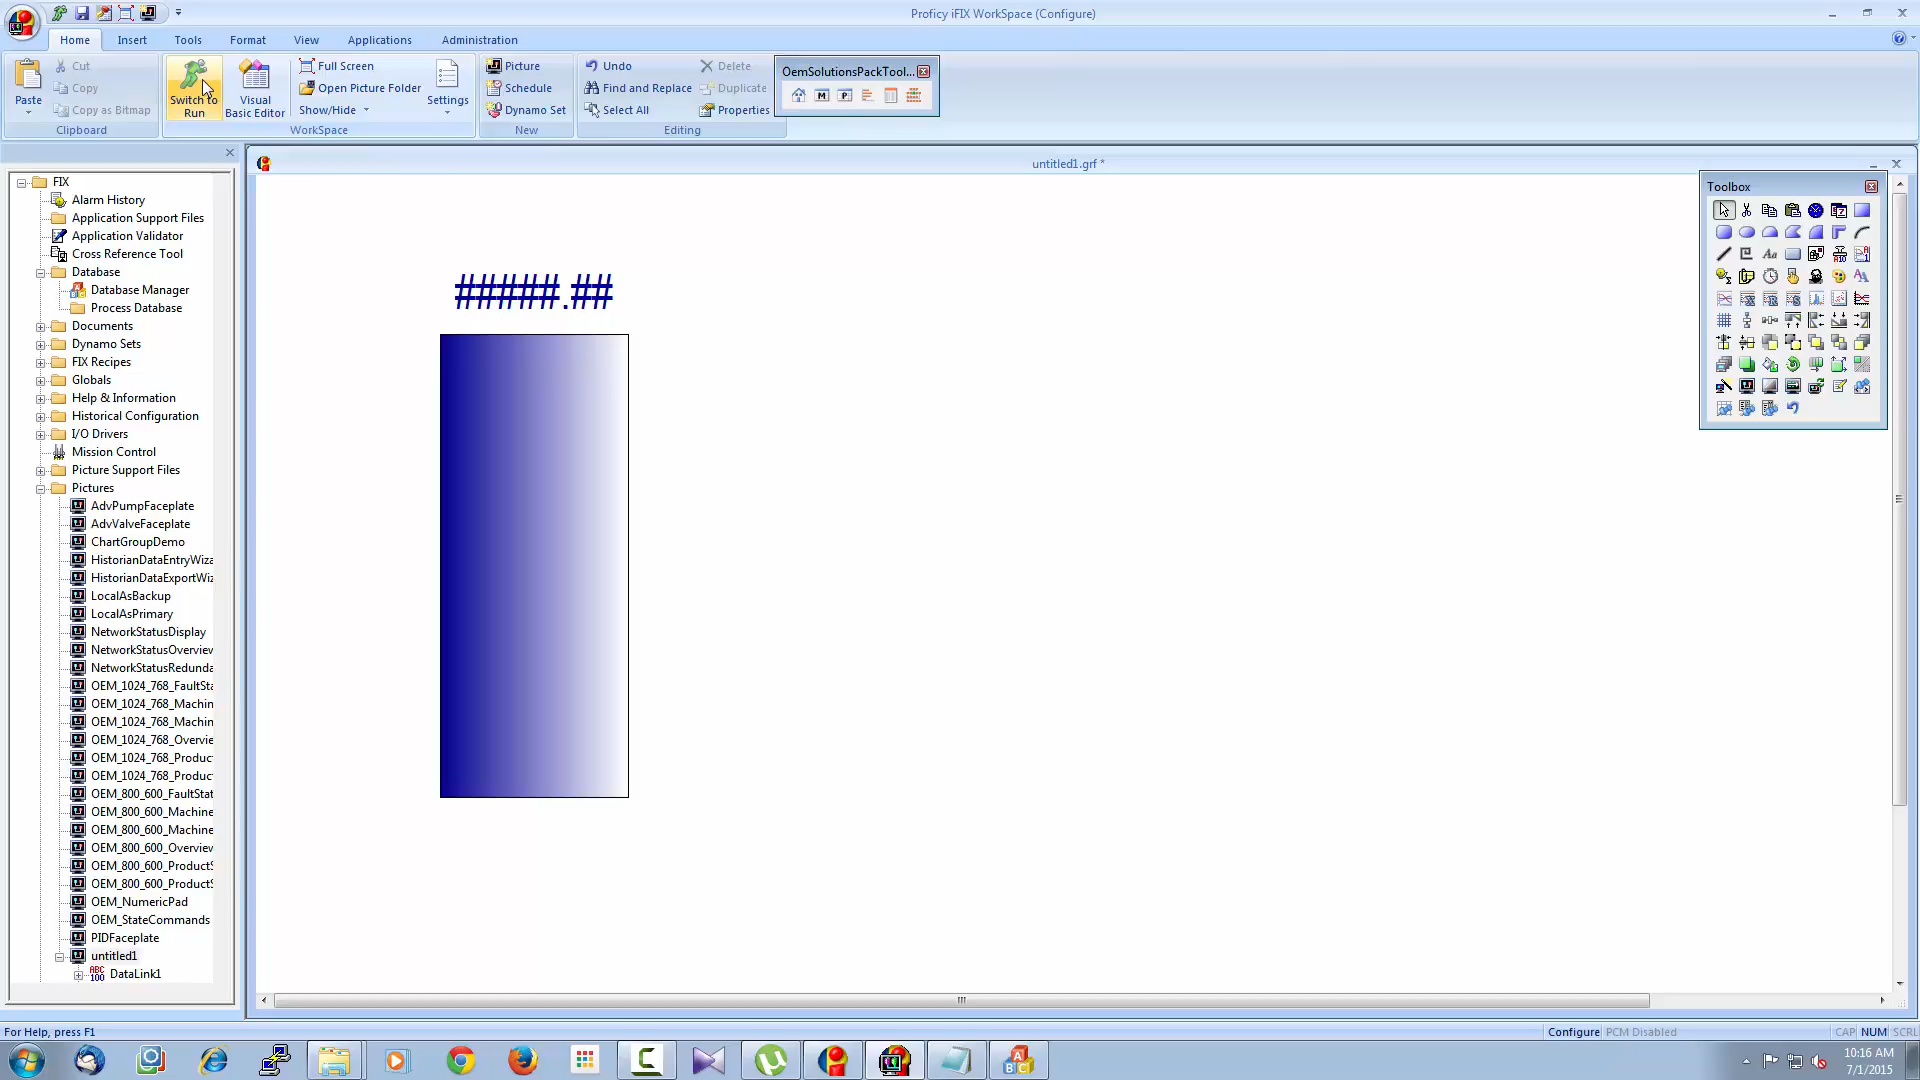 Proficy iFIX WorkSpace (Configure)
Home Insert Tools Format View Applications Administration
Paste
Cut
Copy
Copy as Bitmap
Clipboard
Switch to Run
Visual Basic Editor
Full Screen
Open Picture Folder
Show/Hide
Settings
WorkSpace
Picture
Schedule
Dynamo Set
New
Undo
Find and Replace
Select All
Delete
Duplicate
Properties
Editing
OemSolutionsPackTool...
untitled1.grf *
FIX
Alarm History
Application Support Files
Application Validator
Cross Reference Tool
Database
Database Manager
Process Database
Documents
Dynamo Sets
FIX Recipes
Globals
Help & Information
Historical Configuration
I/O Drivers
Mission Control
Picture Support Files
Pictures
AdvPumpFaceplate
AdvValveFaceplate
ChartGroupDemo
HistorianDataEntryWiza
HistorianDataExportWiz
LocalAsBackup
LocalAsPrimary
NetworkStatusDisplay
NetworkStatusOverview
NetworkStatusRedunda
OEM_1024_768_FaultSta
OEM_1024_768_Machin
OEM_1024_768_Machin
OEM_1024_768_Overvie
OEM_1024_768_Product
OEM_1024_768_Product
OEM_800_600_FaultStat
OEM_800_600_Machine
OEM_800_600_Machine
OEM_800_600_Overview
OEM_800_600_ProductS
OEM_800_600_ProductS
OEM_NumericPad
OEM_StateCommands
PIDFaceplate
untitled1
DataLink1
#####.##
Toolbox
For Help, press F1
Configure PCM Disabled
CAP NUM SCRL
10:16 AM
7/1/2015